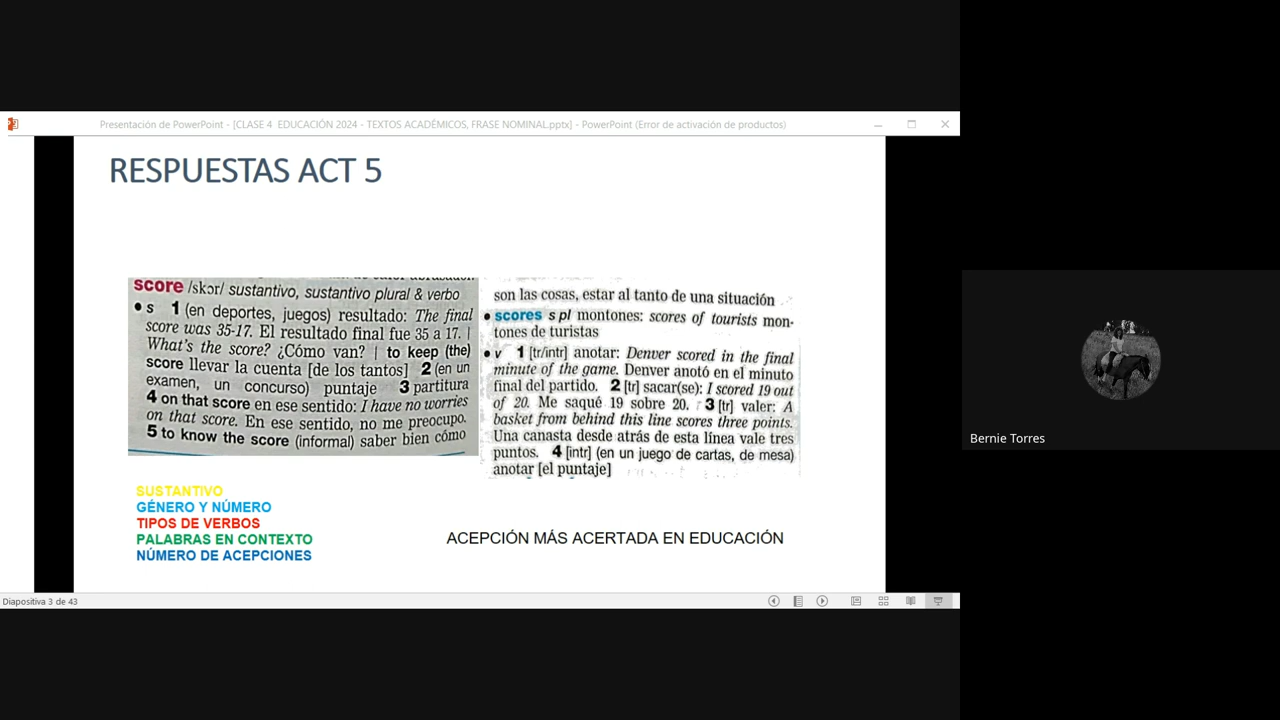 Presentación de PowerPoint - [CLASE 4 EDUCACIÓN 2024 - TEXTOS ACADÉMICOS, FRASE NOMINAL.pptx] - PowerPoint (Error de activación de productos)
RESPUESTAS ACT 5
score /skɔr/ sustantivo, sustantivo plural & verbo
• s 1 (en deportes, juegos) resultado: The final
score was 35-17. El resultado final fue 35 a 17. |
What's the score? ¿Cómo van? | to keep (the)
score llevar la cuenta [de los tantos] 2 (en un
examen, un concurso) puntaje 3 partitura
4 on that score en ese sentido: I have no worries
on that score. En ese sentido, no me preocupo.
5 to know the score (informal) saber bien cómo
son las cosas, estar al tanto de una situación
• scores s pl montones: scores of tourists mon-
tones de turistas
• v 1 [tr/intr] anotar: Denver scored in the final
minute of the game. Denver anotó en el minuto
final del partido. 2 [tr] sacar(se): I scored 19 out
of 20. Me saqué 19 sobre 20. 3 [tr] valer: A
basket from behind this line scores three points.
Una canasta desde atrás de esta línea vale tres
puntos. 4 [intr] (en un juego de cartas, de mesa)
anotar [el puntaje]
SUSTANTIVO
GÉNERO Y NÚMERO
TIPOS DE VERBOS
PALABRAS EN CONTEXTO
NÚMERO DE ACEPCIONES
ACEPCIÓN MÁS ACERTADA EN EDUCACIÓN
Diapositiva 3 de 43
Bernie Torres